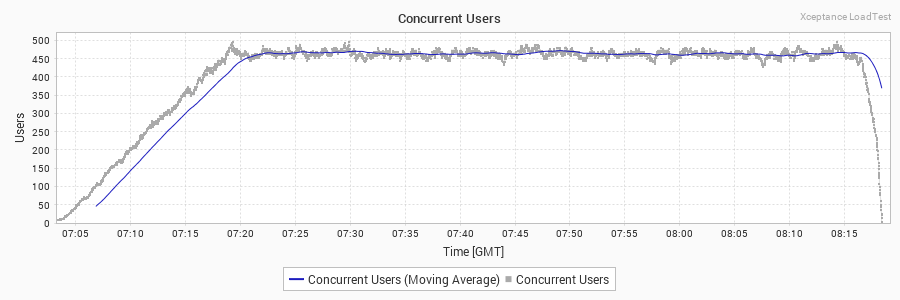 Concurrent Users
Xceptance LoadTest
Users
500
450
400
350
300
250
200
150
100
50
0
07:05 07:10 07:15 07:20 07:25 07:30 07:35 07:40 07:45 07:50 07:55 08:00 08:05 08:10 08:15
Time [GMT]
Concurrent Users (Moving Average) Concurrent Users